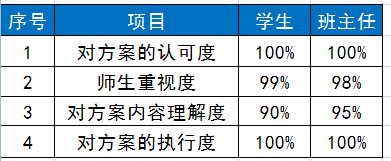 序号 项目 学生 班主任
1 对方案的认可度 100% 100%
2 师生重视度 99% 98%
3 对方案内容理解度 90% 95%
4 对方案的执行度 100% 100%